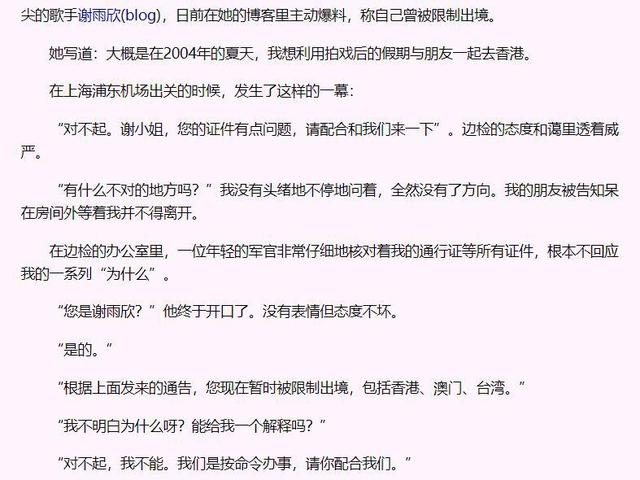 尖的歌手谢雨欣(blog)，日前在她的博客里主动爆料，称自己曾被限制出境。
她写道：大概是在2004年的夏天，我想利用拍戏后的假期与朋友一起去香港。
在上海浦东机场出关的时候，发生了这样的一幕：
“对不起。谢小姐，您的证件有点问题，请配合和我们来一下”。边检的态度和蔼里透着威
严。
“有什么不对的地方吗？”我没有头绪地不停地问着，全然没有了方向。我的朋友被告知呆
在房间外等着我并不得离开。
在边检的办公室里，一位年轻的军官非常仔细地核对着我的通行证等所有证件，根本不回应
我的一系列“为什么”。
“您是谢雨欣？”他终于开口了。没有表情但态度不坏。
“是的。”
“根据上面发来的通告，您现在暂时被限制出境，包括香港、澳门、台湾。”
“我不明白为什么呀？能给我一个解释吗？”
“对不起，我不能。我们是按命令办事，请你配合我们。”